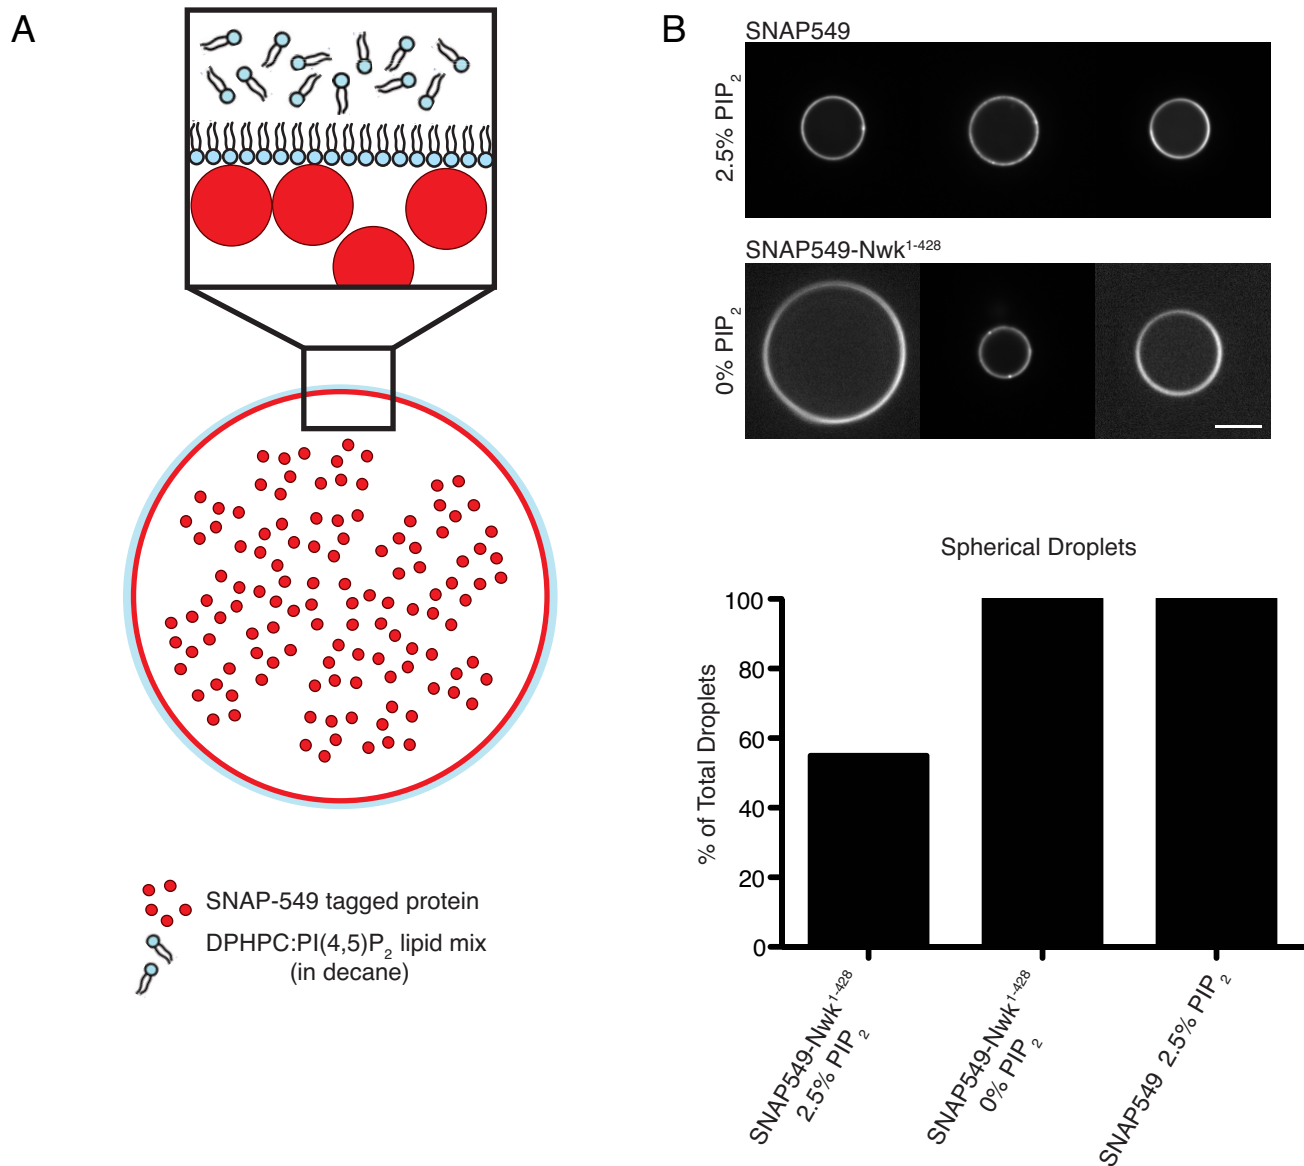 A
SNAP-549 tagged protein
DPHPC:PI(4,5)P₂ lipid mix
(in decane)
B
SNAP549
2.5% PIP₂
SNAP549-Nwk¹⁻⁴²⁸
0% PIP₂
Spherical Droplets
% of Total Droplets
100
80
60
40
20
0
SNAP549-Nwk¹⁻⁴²⁸
2.5% PIP₂
SNAP549-Nwk¹⁻⁴²⁸
0% PIP₂
SNAP549 2.5% PIP₂